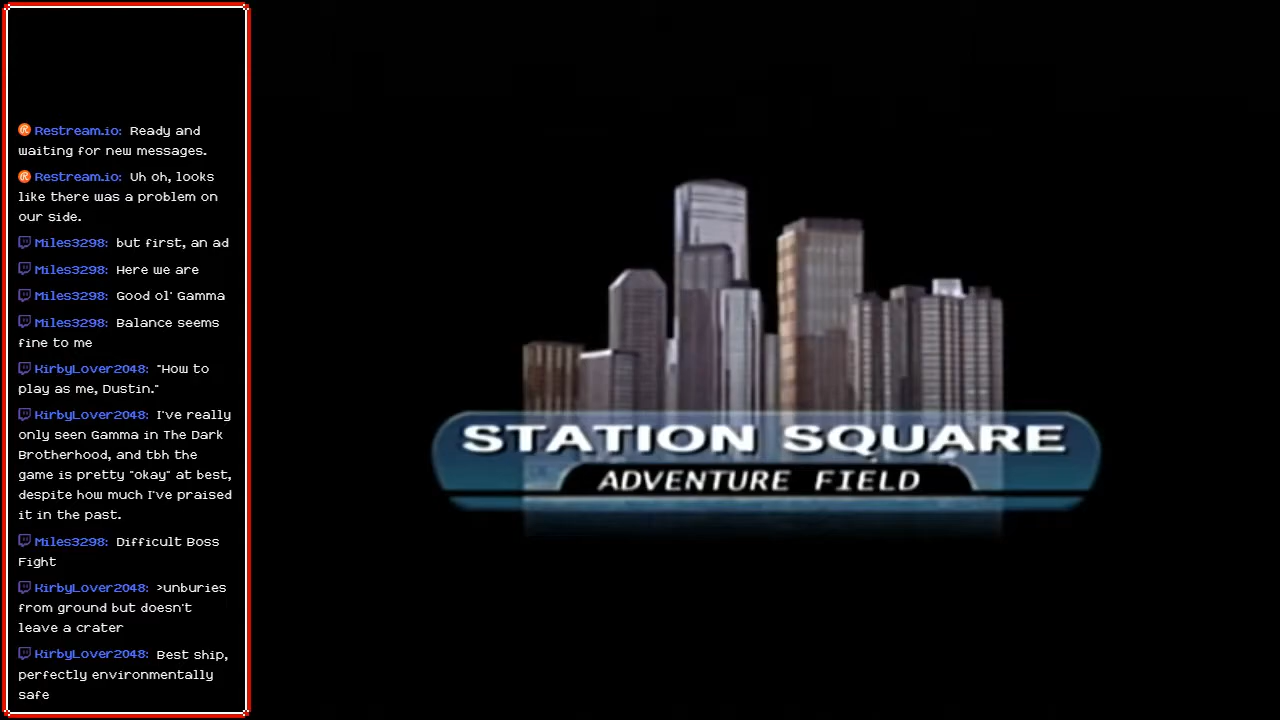 Restream.io: Ready and
waiting for new messages.
Restream.io: Uh oh, looks
like there was a problem on
our side.
Miles3298: but first, an ad
Miles3298: Here we are
Miles3298: Good ol' Gamma
Miles3298: Balance seems
fine to me
KirbyLover2048: "How to
play as me, Dustin."
KirbyLover2048: I've really
only seen Gamma in The Dark
Brotherhood, and tbh the
game is pretty "okay" at best,
despite how much I've praised
it in the past.
Miles3298: Difficult Boss
Fight
KirbyLover2048: >unburies
from ground but doesn't
leave a crater
KirbyLover2048: Best ship,
perfectly environmentally
safe
STATION SQUARE
ADVENTURE FIELD